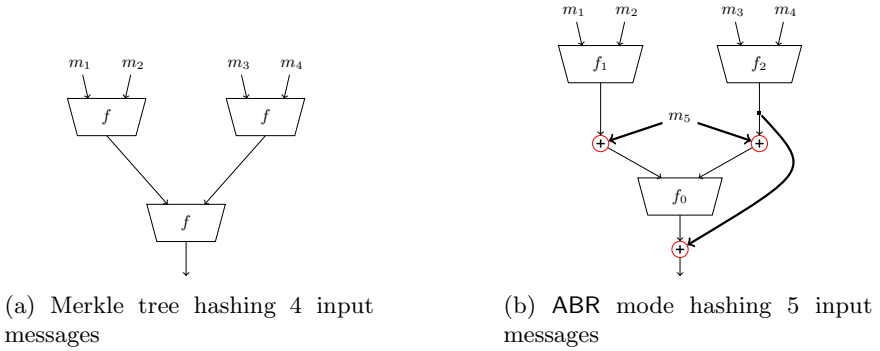 m₁ m₂ m₃ m₄
f f
f
(a) Merkle tree hashing 4 input
messages
m₁ m₂ m₃ m₄
f₁ f₂
m₅
+ +
f₀
+
(b) ABR mode hashing 5 input
messages